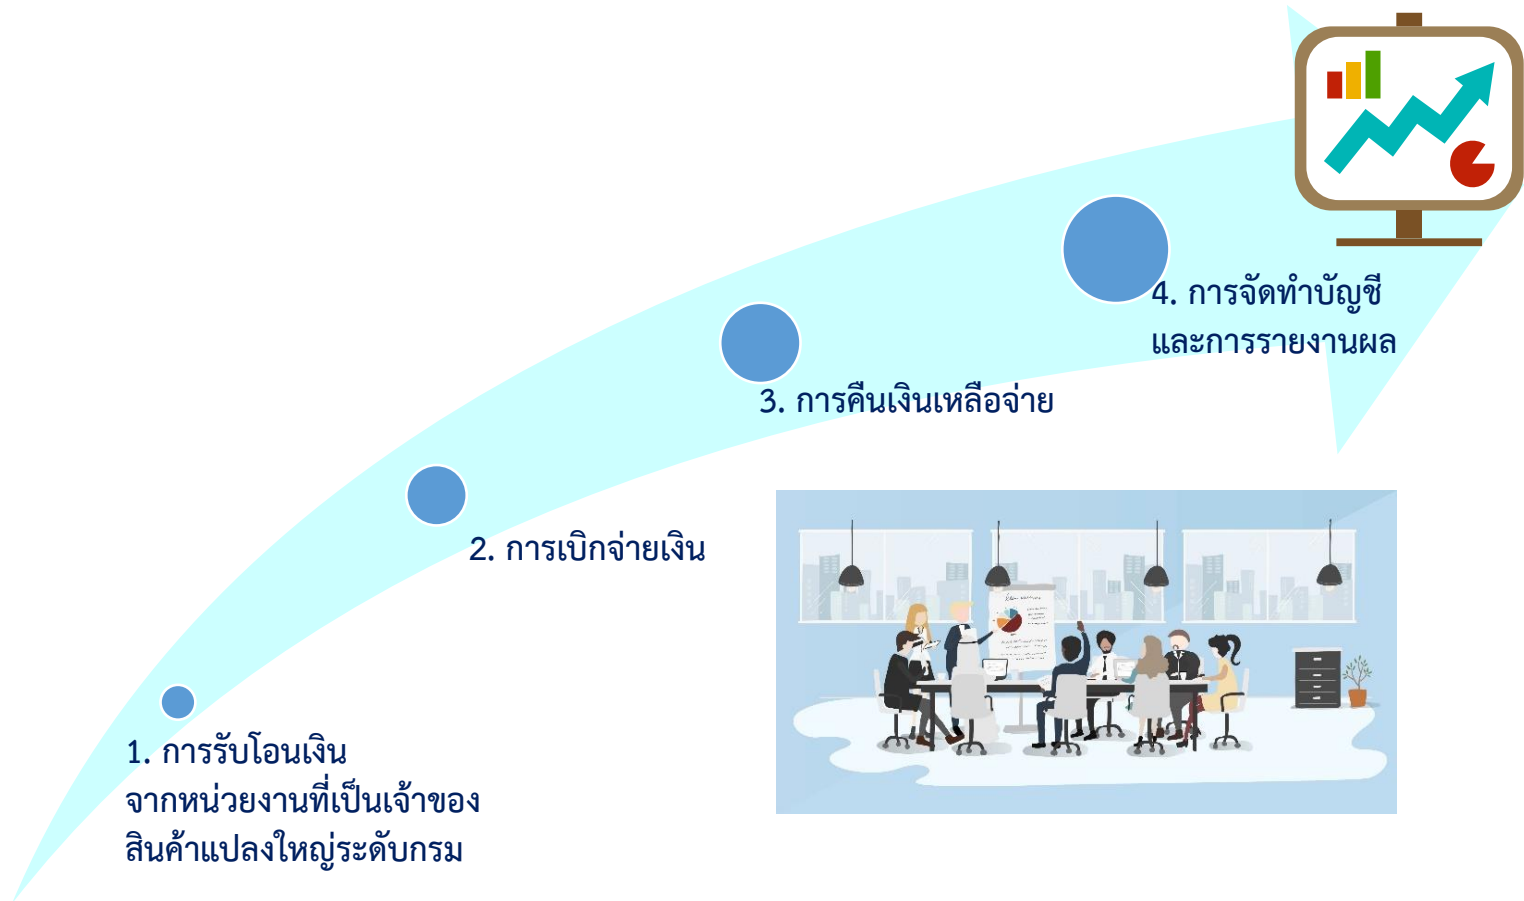 1. การรับโอนเงิน
จากหน่วยงานที่เป็นเจ้าของ
สินค้าแปลงใหญ่ระดับกรม
2. การเบิกจ่ายเงิน
3. การคืนเงินเหลือจ่าย
4. การจัดทำบัญชี
และการรายงานผล